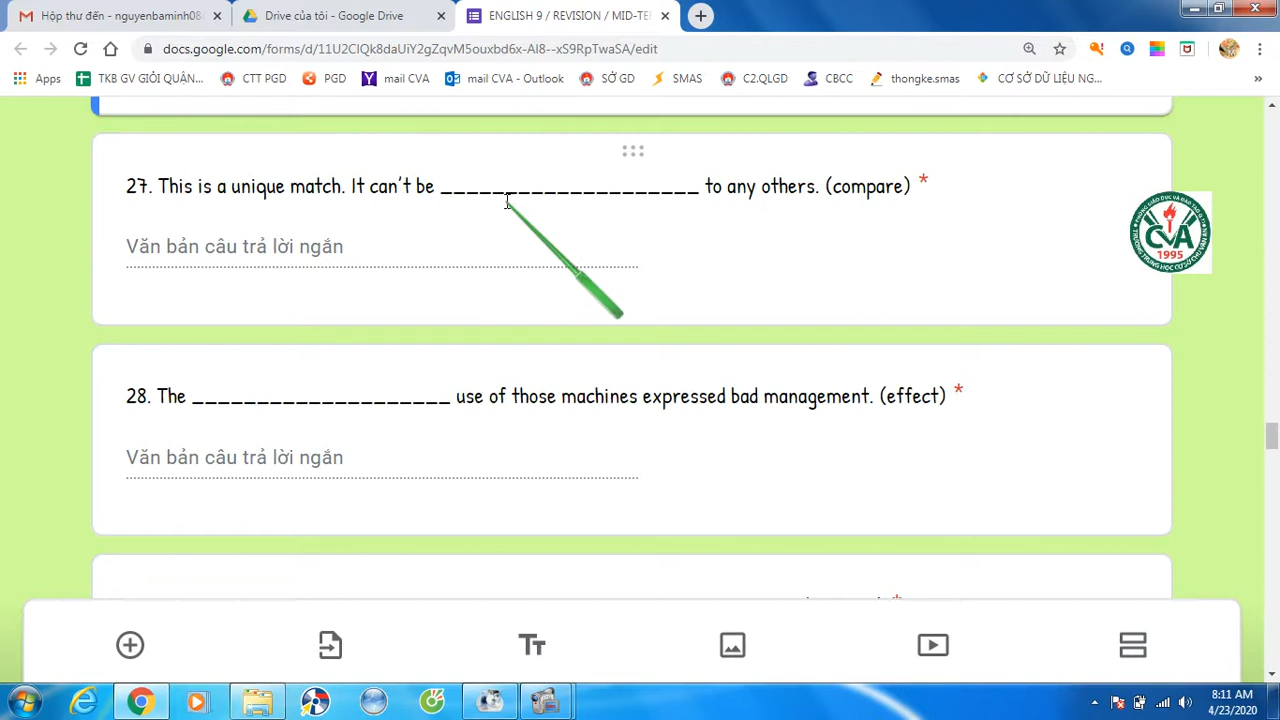 Hộp thư đến - nguyenbaminh08
Drive của tôi - Google Drive
ENGLISH 9 / REVISION / MID-TE
docs.google.com/forms/d/11U2ClQk8daUiY2gZqwM5oduxbd6x-AI8--xS9RpTwaSA/edit
Apps
TKB GV GIỎI QUẬN...
CTT PGD
PGD
mail CVA
mail CVA - Outlook
SỞ GD
SMAS
C2.QLGD
CBCC
thongke.smas
CƠ SỞ DỮ LIỆU NG...
»
27. This is a unique match. It can't be ____________________ to any others. (compare) *
Văn bản câu trả lời ngắn
CVA
1995
28. The ____________________ use of those machines expressed bad management. (effect) *
Văn bản câu trả lời ngắn
TT
8:11 AM
4/23/2020